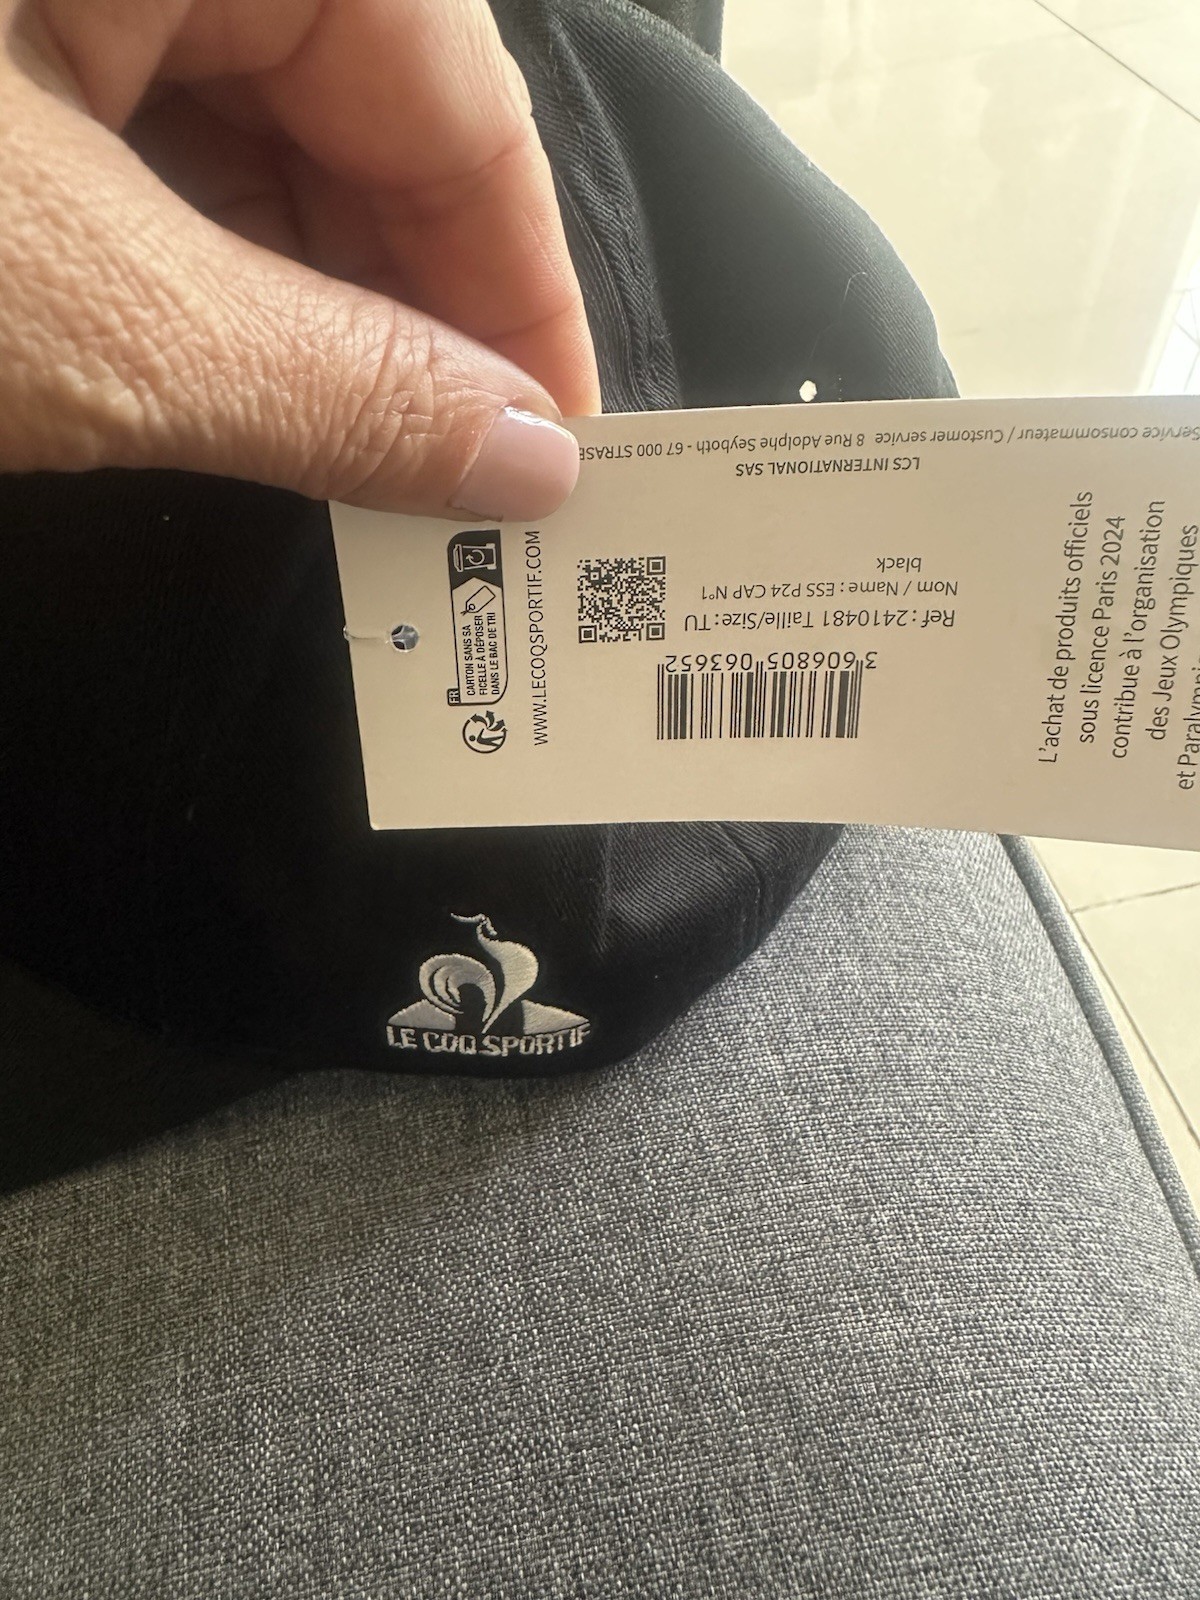 Service consommateur / Customer service 8 Rue Adolphe Seyboth - 67 000
LCS INTERNATIONAL SAS
black
Nom / Name : ESS P24 CAP N°1
Ref : 2410481 Taille/Size: TU
3 606805 063652
WWW.LECOQSPORTIF.COM
FR
CARTON SANS SA
FICELLE À DÉPOSER
DANS LE BAC DE TRI
L'achat de produits officiels
sous licence Paris 2024
contribue à l'organisation
des Jeux Olympiques
et
LE COQ SPORTIF